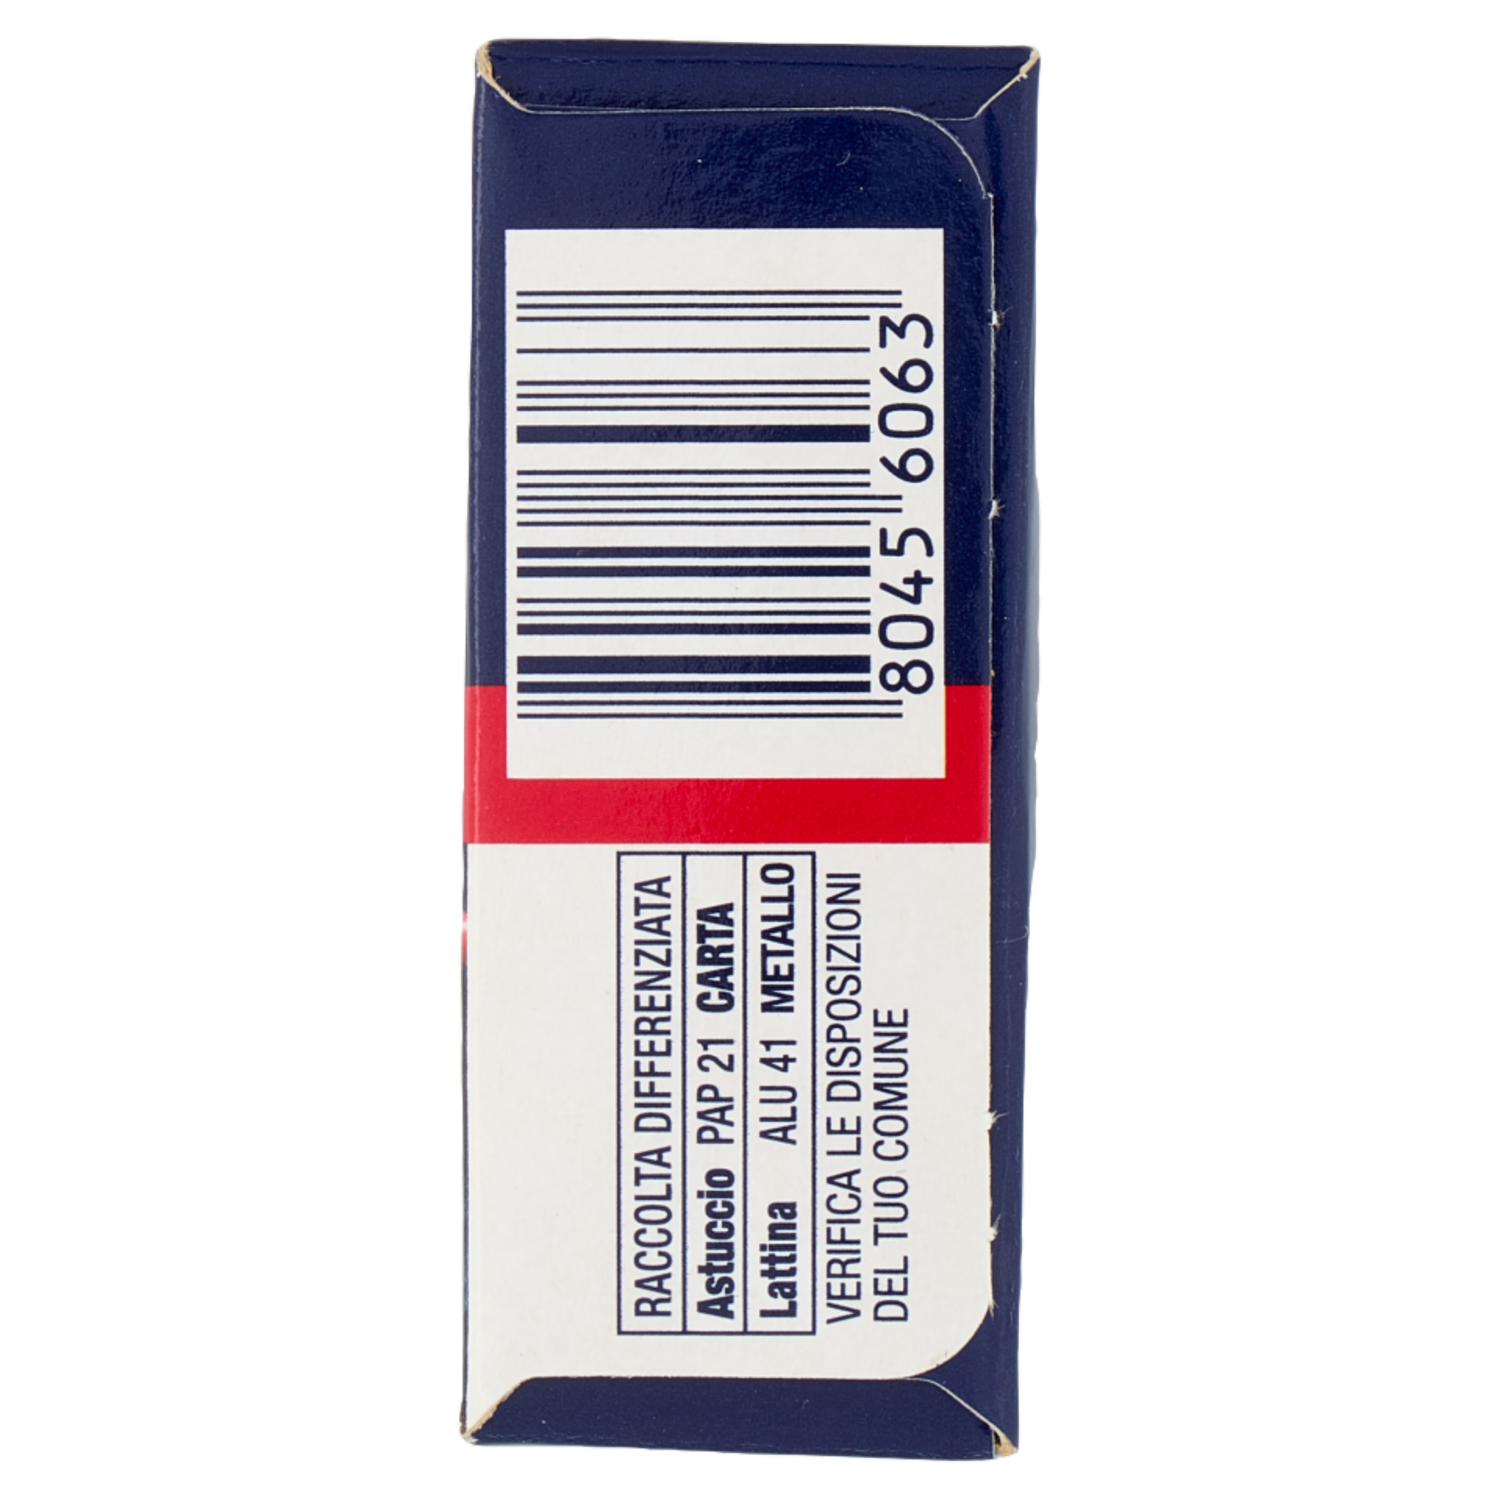 8045 6063
RACCOLTA DIFFERENZIATA
Astuccio PAP 21 CARTA
Lattina ALU 41 METALLO
VERIFICA LE DISPOSIZIONI
DEL TUO COMUNE